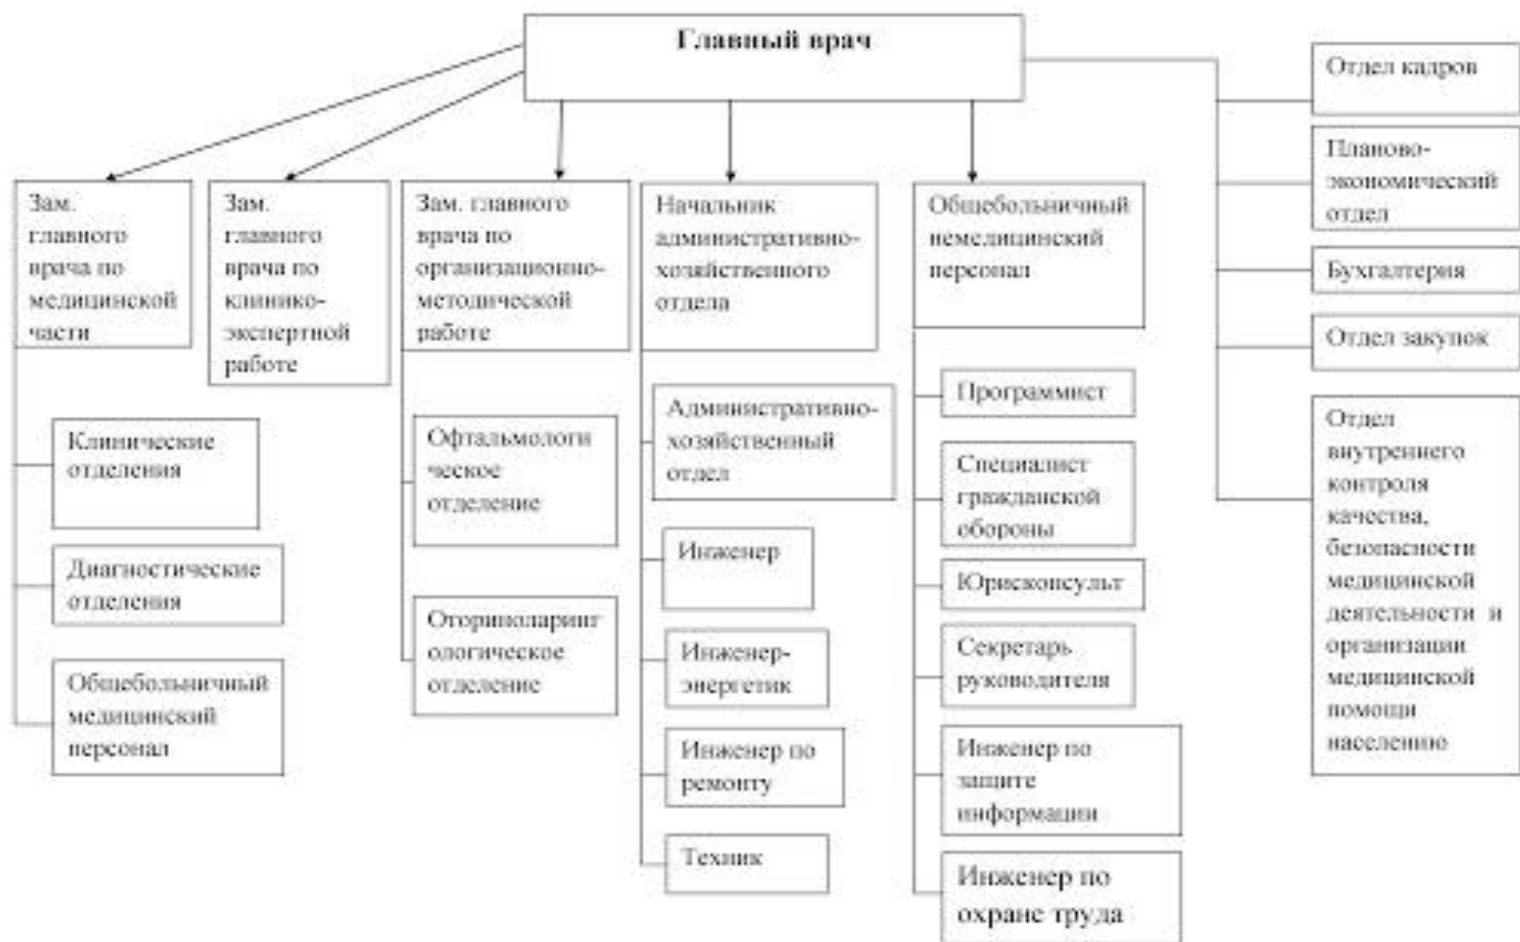 Главный врач
Зам.
главного
врача по
медицинской
части
Клинические
отделения
Диагностические
отделения
Общебольничный
медицинский
персонал
Зам.
главного
врача по
клинико-
экспертной
работе
Зам. главного
врача по
организационно-
методической
работе
Офтальмологи
ческое
отделение
Оториноларинг
ологическое
отделение
Начальник
административно-
хозяйственного
отдела
Административно-
хозяйственный
отдел
Инженер
Инженер-
энергетик
Инженер по
ремонту
Техник
Общебольничный
немедицинский
персонал
Программист
Специалист
гражданской
обороны
Юрисконсульт
Секретарь
руководителя
Инженер по
защите
информации
Инженер по
охране труда
Отдел кадров
Планово-
экономический
отдел
Бухгалтерия
Отдел закупок
Отдел
внутреннего
контроля
качества,
безопасности
медицинской
деятельности и
организации
медицинской
помощи
населению